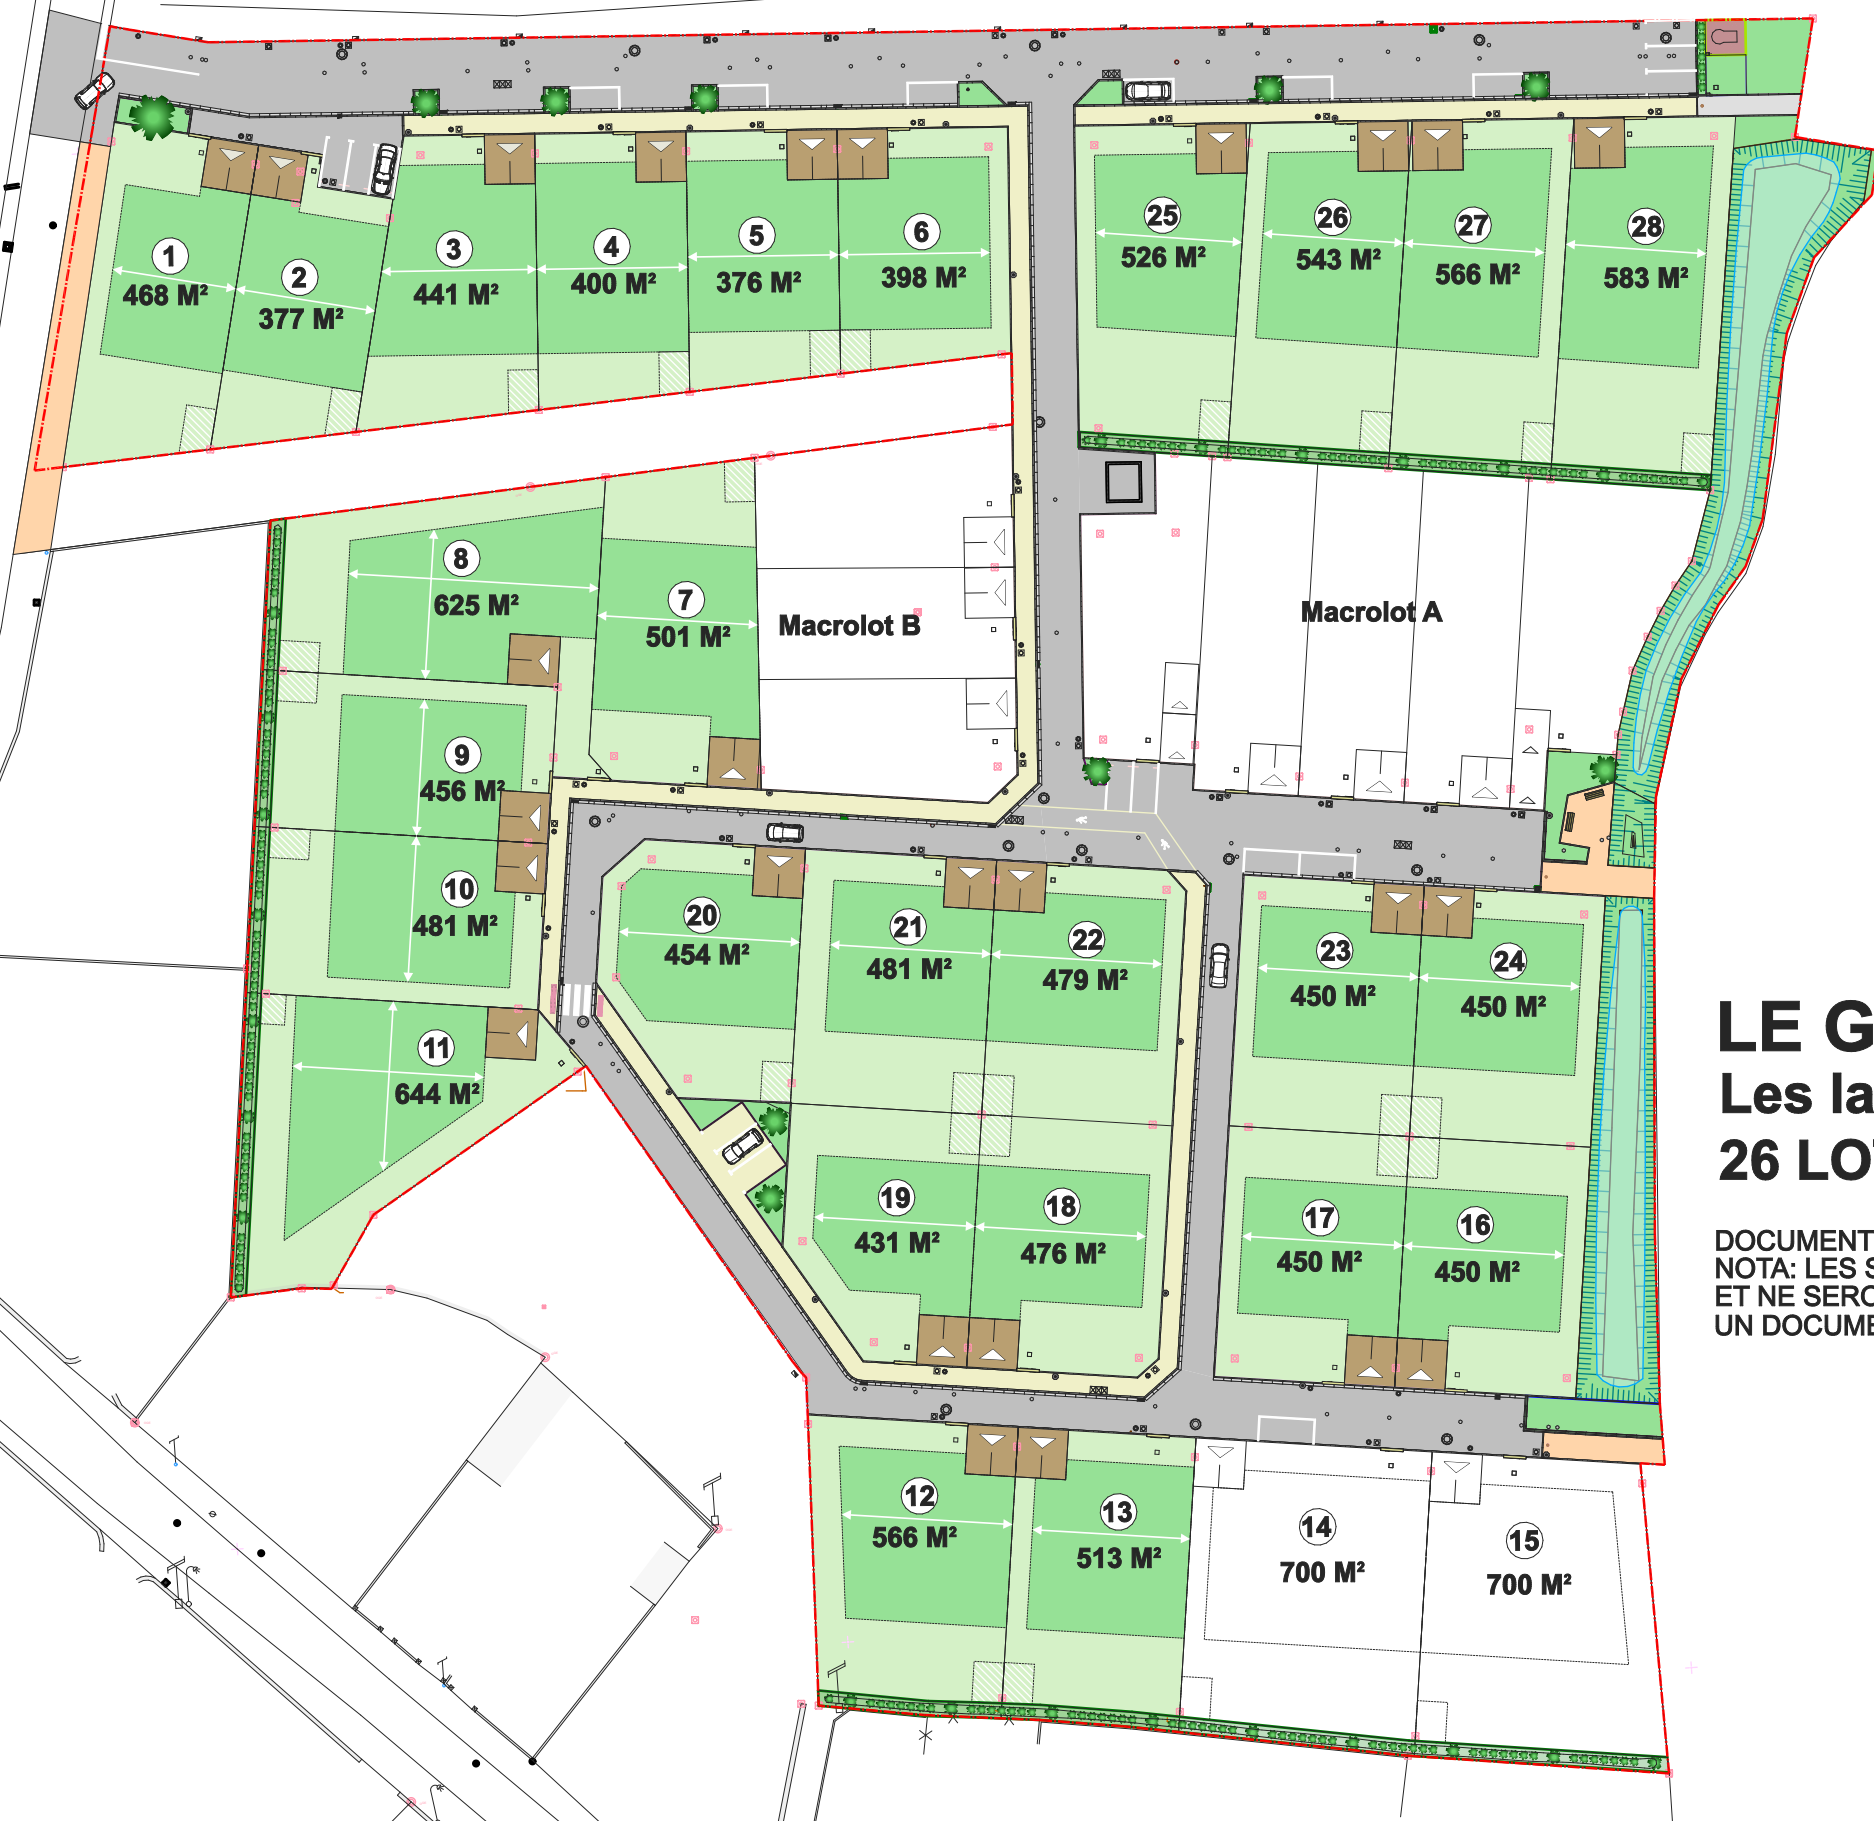 1
468 M²
2
377 M²
3
441 M²
4
400 M²
5
376 M²
6
398 M²
25
526 M²
26
543 M²
27
566 M²
28
583 M²
8
625 M²
7
501 M²
Macrolot B
Macrolot A
9
456 M²
10
481 M²
11
644 M²
20
454 M²
21
481 M²
22
479 M²
23
450 M²
24
450 M²
19
431 M²
18
476 M²
17
450 M²
16
450 M²
12
566 M²
13
513 M²
14
700 M²
15
700 M²
LE G
Les la
26 LO
DOCUMENT
NOTA: LES S
ET NE SERO
UN DOCUME